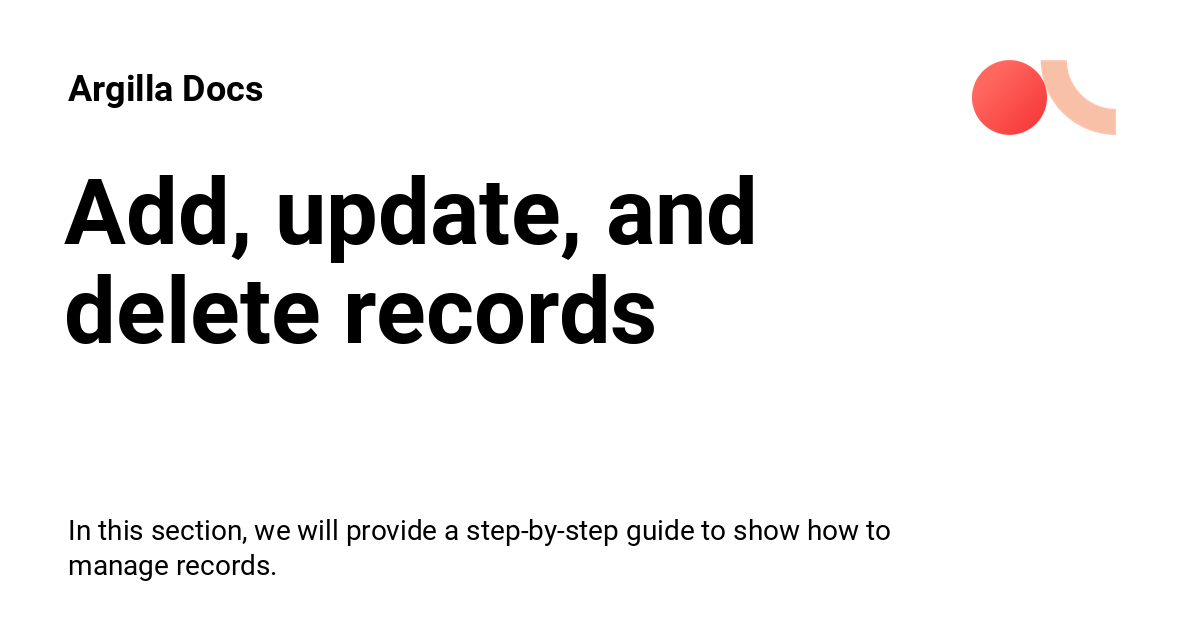 Argilla Docs
Add, update, and
delete records
In this section, we will provide a step-by-step guide to show how to
manage records.